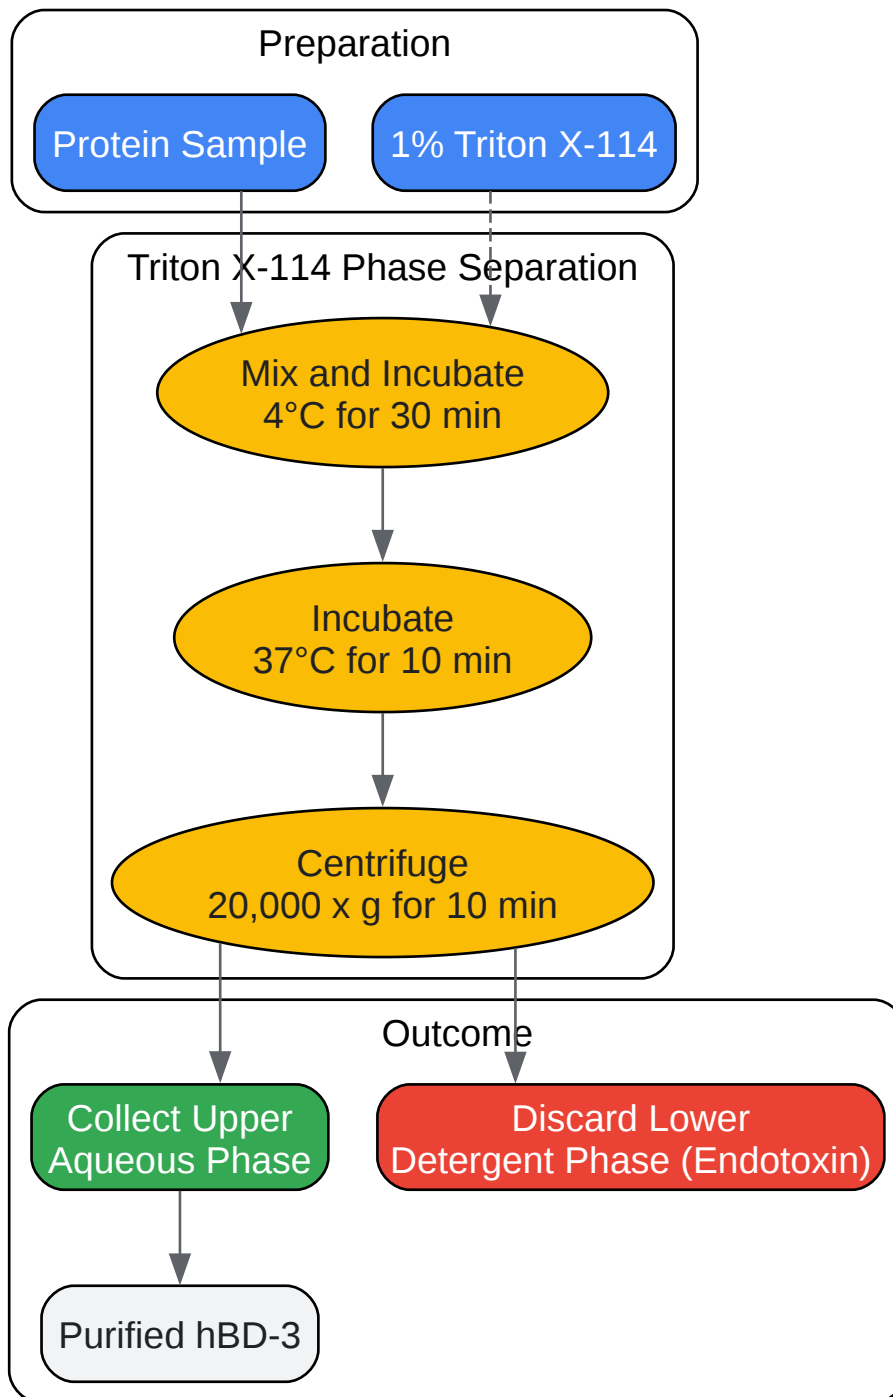 Preparation
Protein Sample
1% Triton X-114
Triton X-114 Phase Separation
Mix and Incubate
4°C for 30 min
Incubate
37°C for 10 min
Centrifuge
20,000 x g for 10 min
Outcome
Collect Upper
Aqueous Phase
Discard Lower
Detergent Phase (Endotoxin)
Purified hBD-3